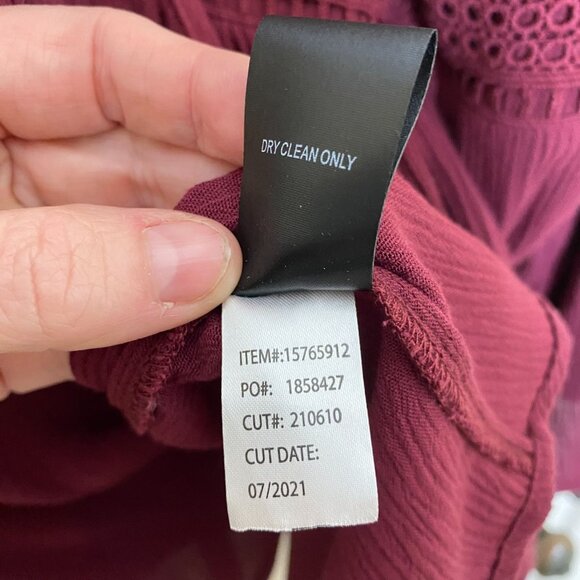 DRY CLEAN ONLY
ITEM#:15765912
PO#: 1858427
CUT#: 210610
CUT DATE:
07/2021